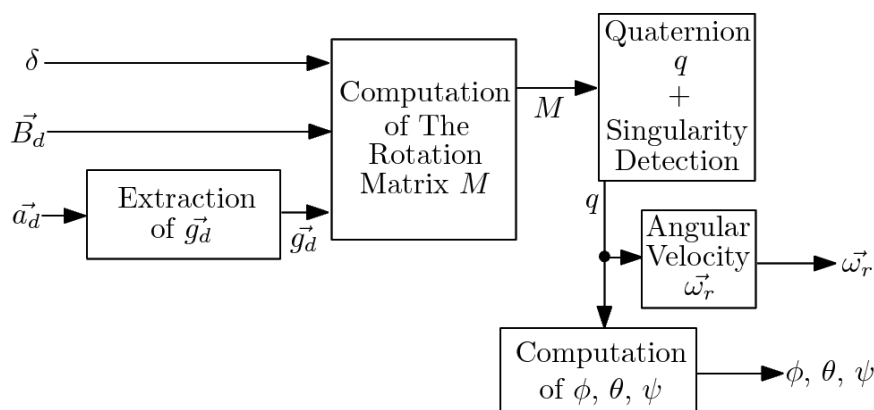 δ
B⃗_d
a⃗_d
Extraction
of g⃗_d
g⃗_d
Computation
of The
Rotation
Matrix M
M
Quaternion
q
+
Singularity
Detection
q
Angular
Velocity
ω⃗_r
ω⃗_r
Computation
of ϕ, θ, ψ
ϕ, θ, ψ